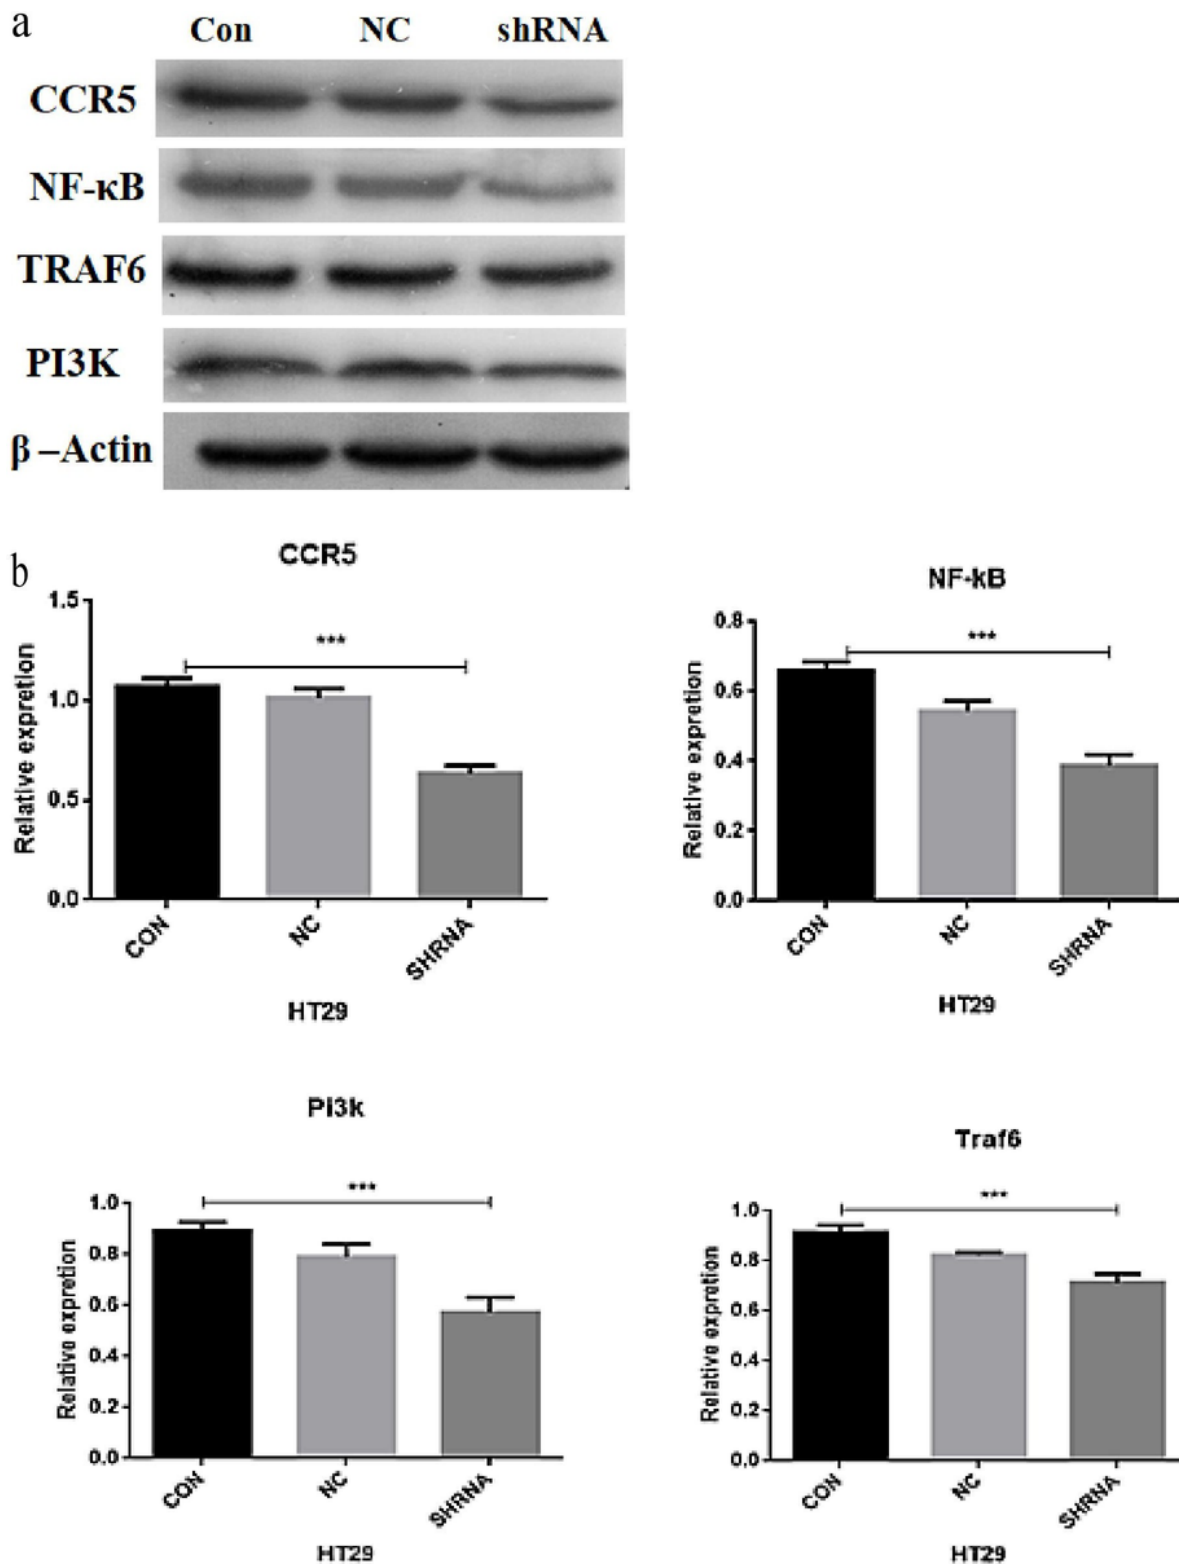 a
Con NC shRNA
CCR5
NF-κB
TRAF6
PI3K
β –Actin
b
CCR5
1.5
1.0
0.5
0.0
Relative expretion
***
CON NC SHRNA
HT29
NF-kB
0.8
0.6
0.4
0.2
0.0
Relative expretion
***
CON NC SHRNA
HT29
Pi3k
1.0
0.8
0.6
0.4
0.2
0.0
Relative expretion
***
CON NC SHRNA
HT29
Traf6
1.0
0.8
0.6
0.4
0.2
0.0
Relative expretion
***
CON NC SHRNA
HT29